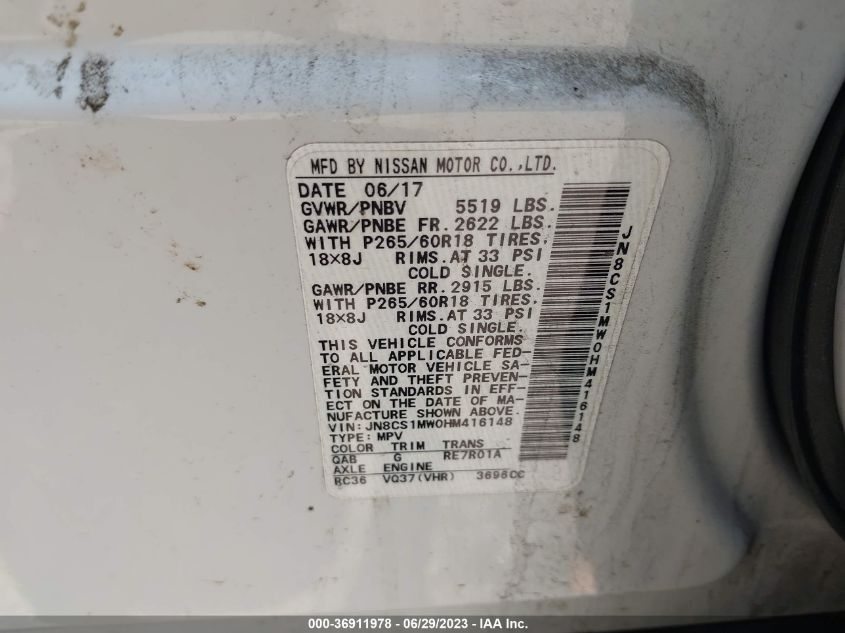 MFD BY NISSAN MOTOR CO.,LTD.
DATE 06/17
GVWR/PNBV 5519 LBS.
GAWR/PNBE FR. 2622 LBS.
WITH P265/60R18 TIRES,
18×8J RIMS. AT 33 PSI
COLD SINGLE.
GAWR/PNBE RR. 2915 LBS.
WITH P265/60R18 TIRES,
18×8J RIMS. AT 33 PSI
COLD SINGLE.
THIS VEHICLE CONFORMS
TO ALL APPLICABLE FED-
ERAL MOTOR VEHICLE SA-
FETY AND THEFT PREVEN-
TION STANDARDS IN EFF-
ECT ON THE DATE OF MA-
NUFACTURE SHOWN ABOVE.
VIN: JN8CS1MW0HM416148
TYPE: MPV
COLOR TRIM TRANS
QAB G RE7R01A
AXLE ENGINE
RC36 VQ37(VHR) 3696CC
JN8CS1MW0HM416148
000-36911978 - 06/29/2023 - IAA Inc.